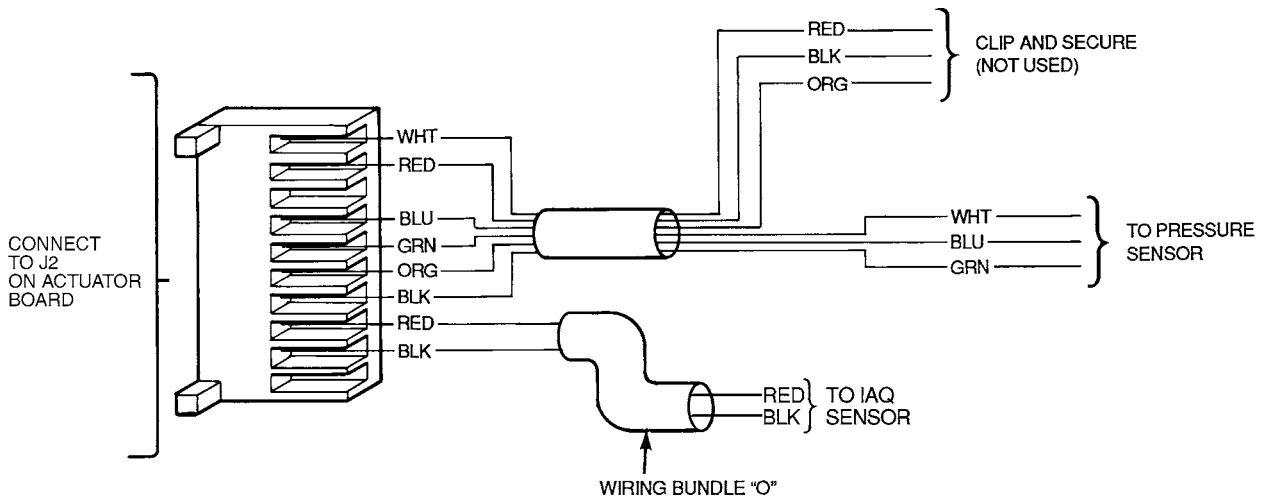 RED
BLK
ORG
CLIP AND SECURE
(NOT USED)
WHT
RED
BLU
GRN
ORG
BLK
RED
BLK
CONNECT
TO J2
ON ACTUATOR
BOARD
WHT
BLU
GRN
TO PRESSURE
SENSOR
RED
BLK
TO IAQ
SENSOR
WIRING BUNDLE “O”